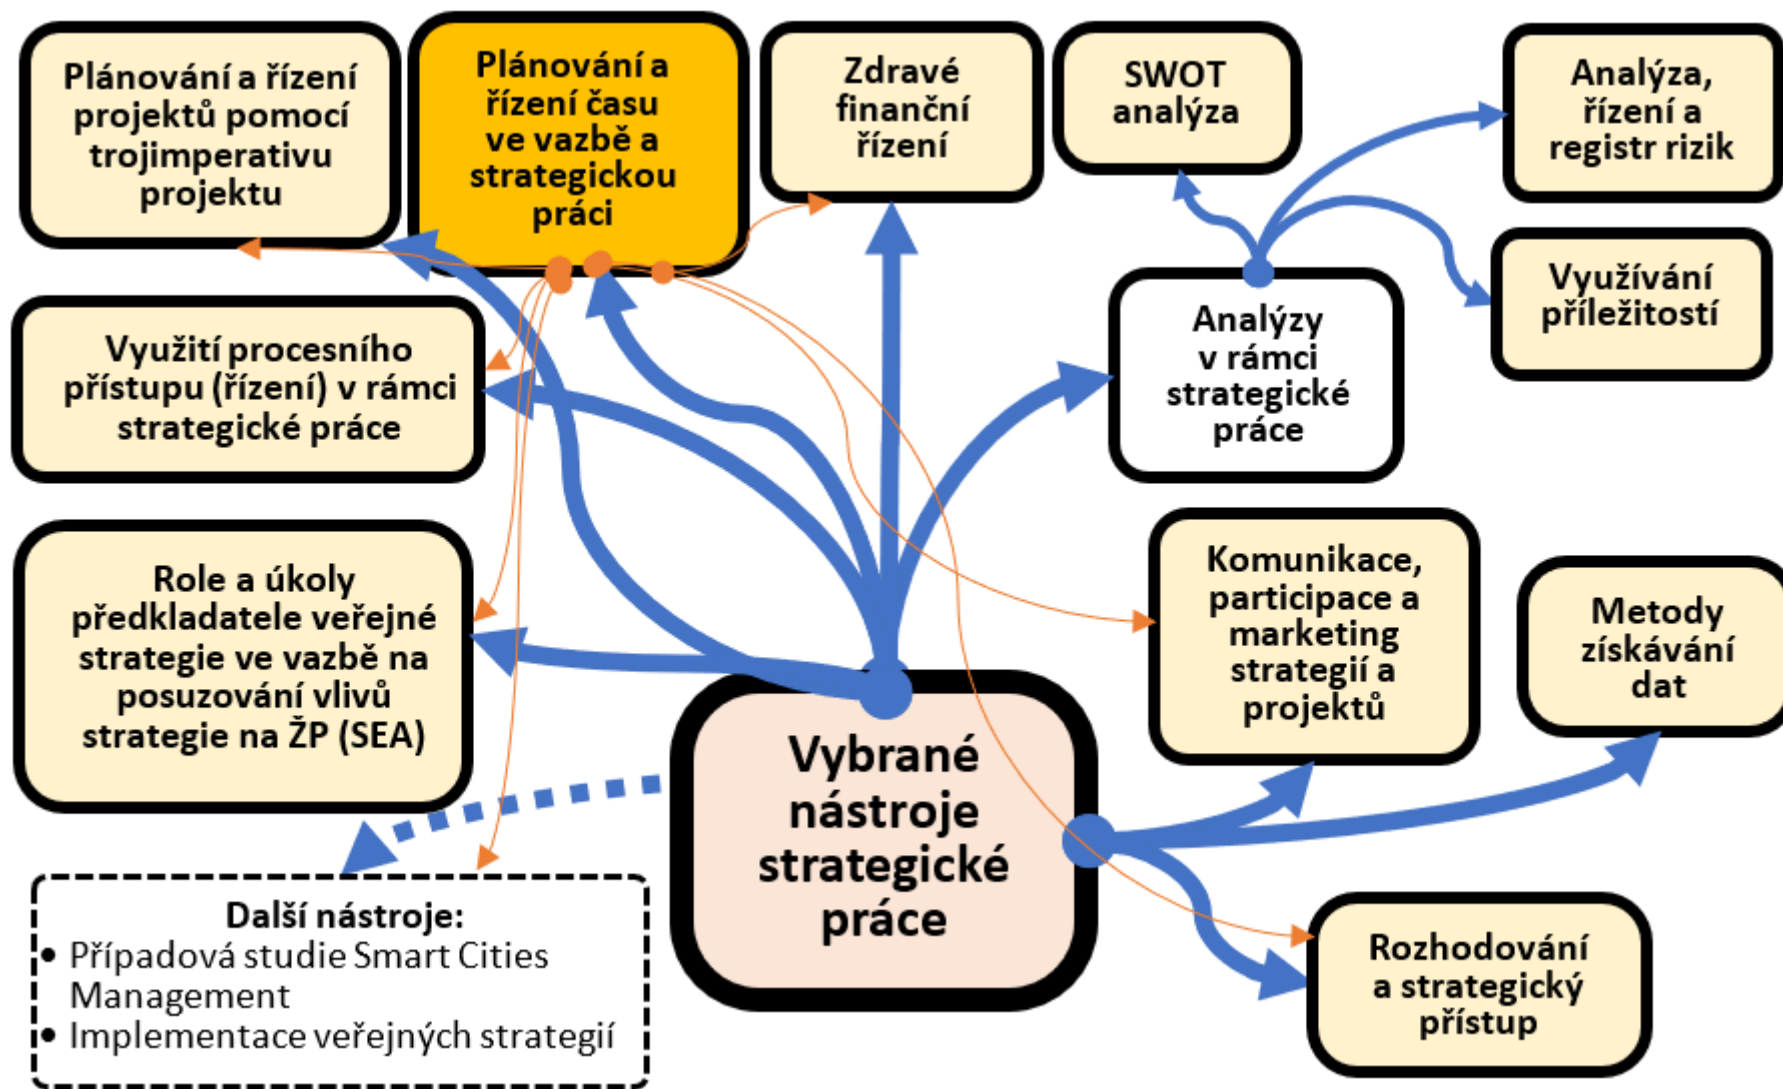 Plánování a řízení
projektů pomocí
trojimperativu
projektu
Plánování a
řízení času
ve vazbě a
strategickou
práci
Zdravé
finanční
řízení
SWOT
analýza
Analýza,
řízení a
registr rizik
Využívání
příležitostí
Analýzy
v rámci
strategické
práce
Využití procesního
přístupu (řízení) v rámci
strategické práce
Role a úkoly
předkladatele veřejné
strategie ve vazbě na
posuzování vlivů
strategie na ŽP (SEA)
Komunikace,
participace a
marketing
strategií a
projektů
Metody
získávání
dat
Vybrané
nástroje
strategické
práce
Další nástroje:
• Případová studie Smart Cities
Management
• Implementace veřejných strategií
Rozhodování
a strategický
přístup